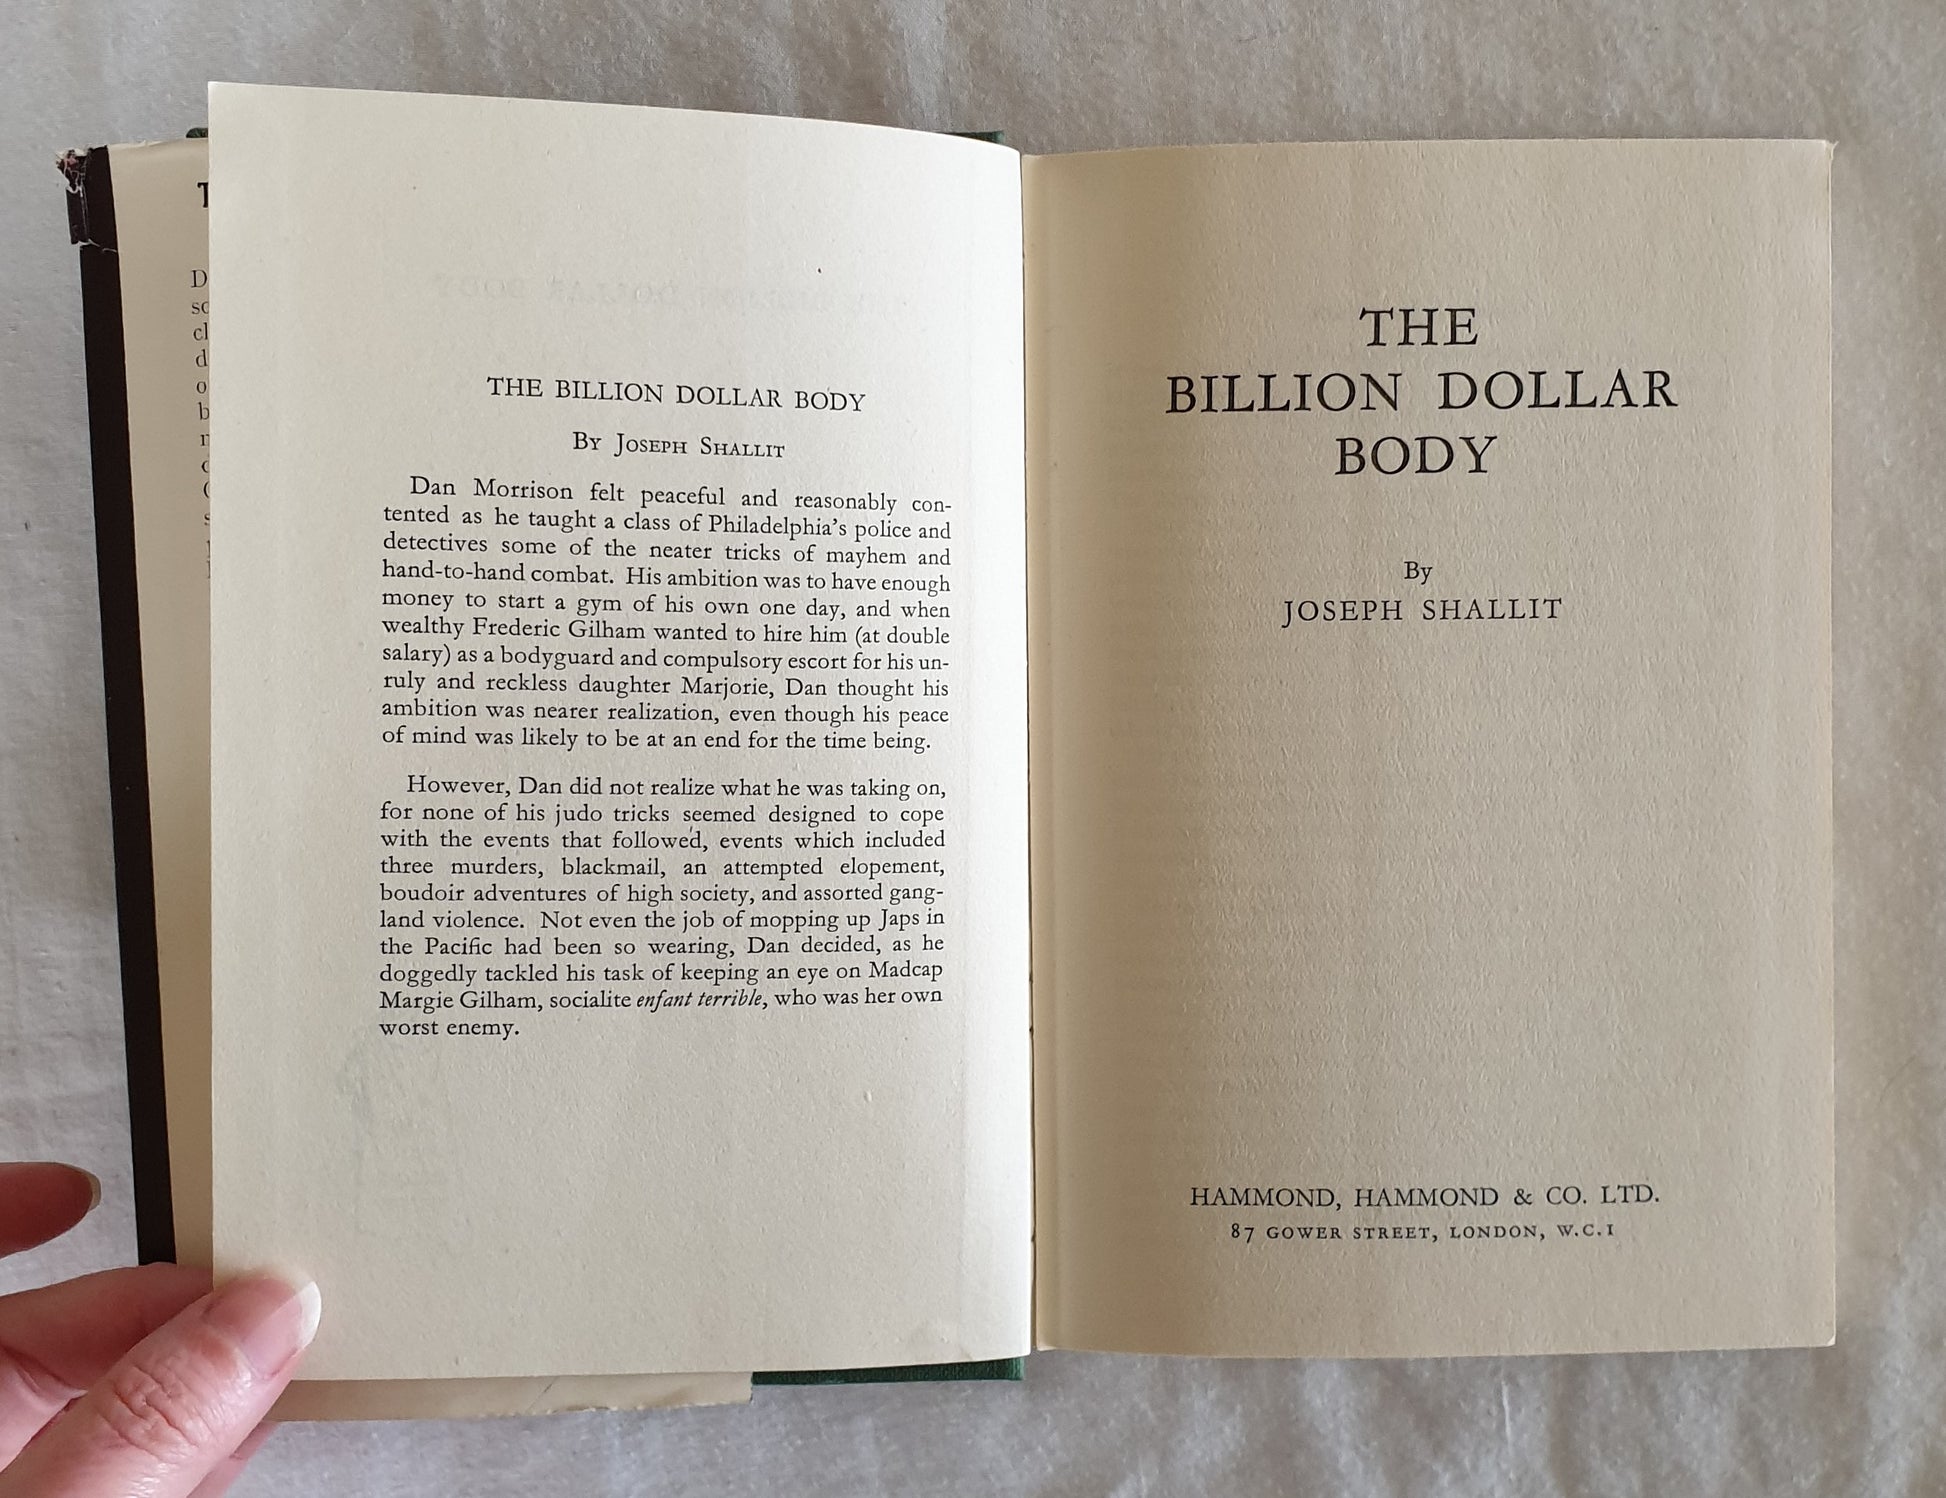 THE BILLION DOLLAR BODY
By Joseph Shallit
Dan Morrison felt peaceful and reasonably con-
tented as he taught a class of Philadelphia's police and
detectives some of the neater tricks of mayhem and
hand-to-hand combat. His ambition was to have enough
money to start a gym of his own one day, and when
wealthy Frederic Gilham wanted to hire him (at double
salary) as a bodyguard and compulsory escort for his un-
ruly and reckless daughter Marjorie, Dan thought his
ambition was nearer realization, even though his peace
of mind was likely to be at an end for the time being.
However, Dan did not realize what he was taking on,
for none of his judo tricks seemed designed to cope
with the events that followed, events which included
three murders, blackmail, an attempted elopement,
boudoir adventures of high society, and assorted gang-
land violence. Not even the job of mopping up Japs in
the Pacific had been so wearing, Dan decided, as he
doggedly tackled his task of keeping an eye on Madcap
Margie Gilham, socialite enfant terrible, who was her own
worst enemy.
THE
BILLION DOLLAR
BODY
By
JOSEPH SHALLIT
HAMMOND, HAMMOND & CO. LTD.
87 GOWER STREET, LONDON, W.C.1